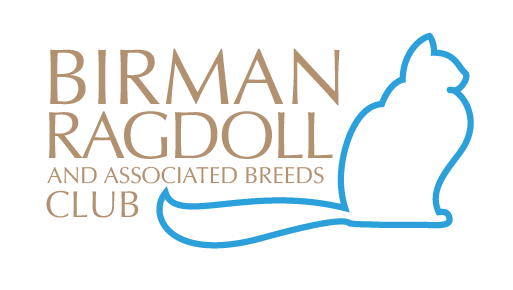 BIRMAN
RAGDOLL
AND ASSOCIATED BREEDS
CLUB